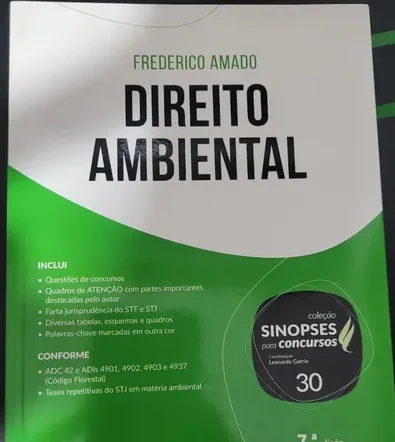 FREDERICO AMADO
DIREITO
AMBIENTAL
INCLUI
• Questões de concursos
• Quadros de ATENÇÃO com partes importantes
destacadas pelo autor
• Farta jurisprudência do STF e STJ
• Diversas tabelas, esquemas e quadros
• Palavras-chave marcadas em outra cor
CONFORME
• ADC 42 e ADIs 4901, 4902, 4903 e 4937
(Código Florestal)
• Teses repetitivas do STJ em matéria ambiental
coleção
SINOPSES
para concursos
Coordenação
Leonardo Garcia
30
7.ª edição